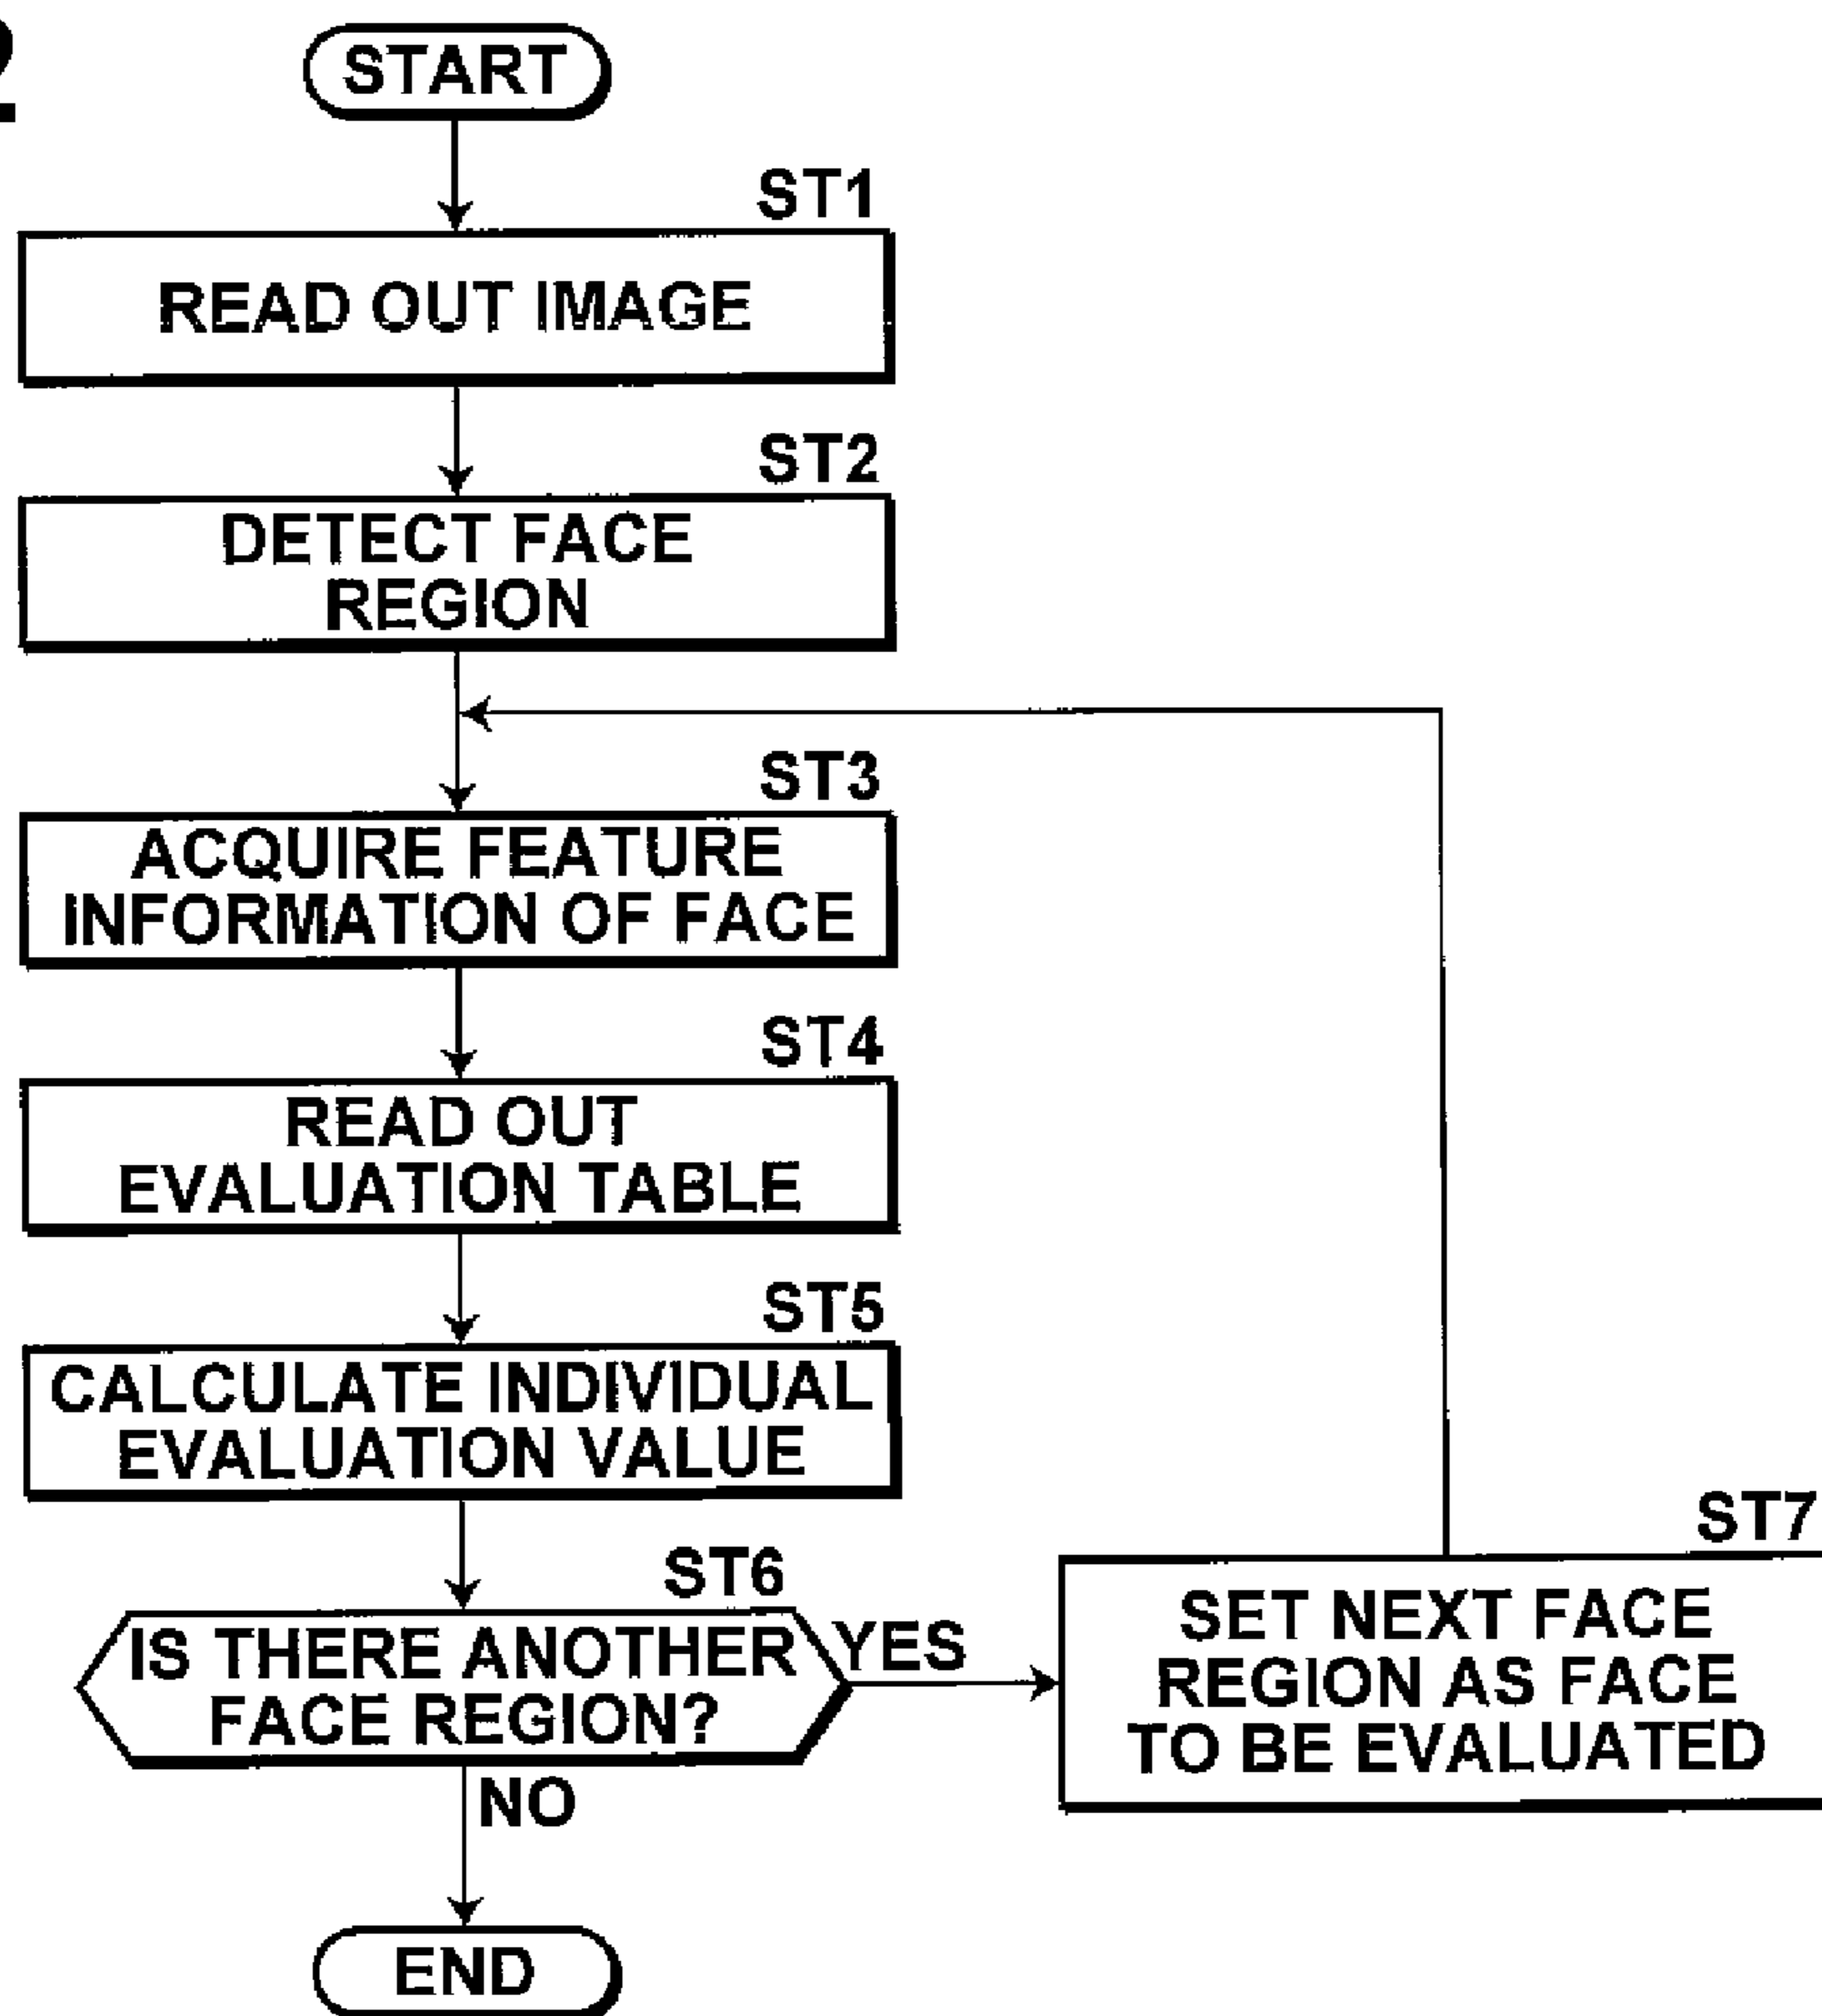 START
ST1
READ OUT IMAGE
ST2
DETECT FACE
REGION
ST3
ACQUIRE FEATURE
INFORMATION OF FACE
ST4
READ OUT
EVALUATION TABLE
ST5
CALCULATE INDIVIDUAL
EVALUATION VALUE
ST6
IS THERE ANOTHER
FACE REGION?
YES
ST7
SET NEXT FACE
REGION AS FACE
TO BE EVALUATED
NO
END